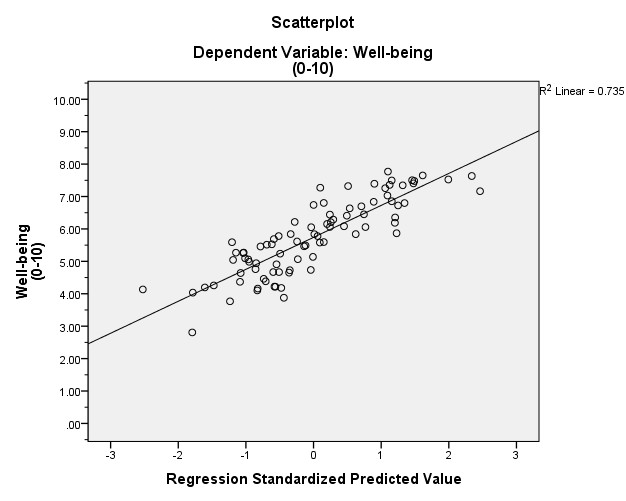 Scatterplot
Dependent Variable: Well-being
(0-10)
R2 Linear = 0.735
10.00
9.00
8.00
7.00
6.00
5.00
4.00
3.00
2.00
1.00
.00
Well-being
(0-10)
-3 -2 -1 0 1 2 3
Regression Standardized Predicted Value